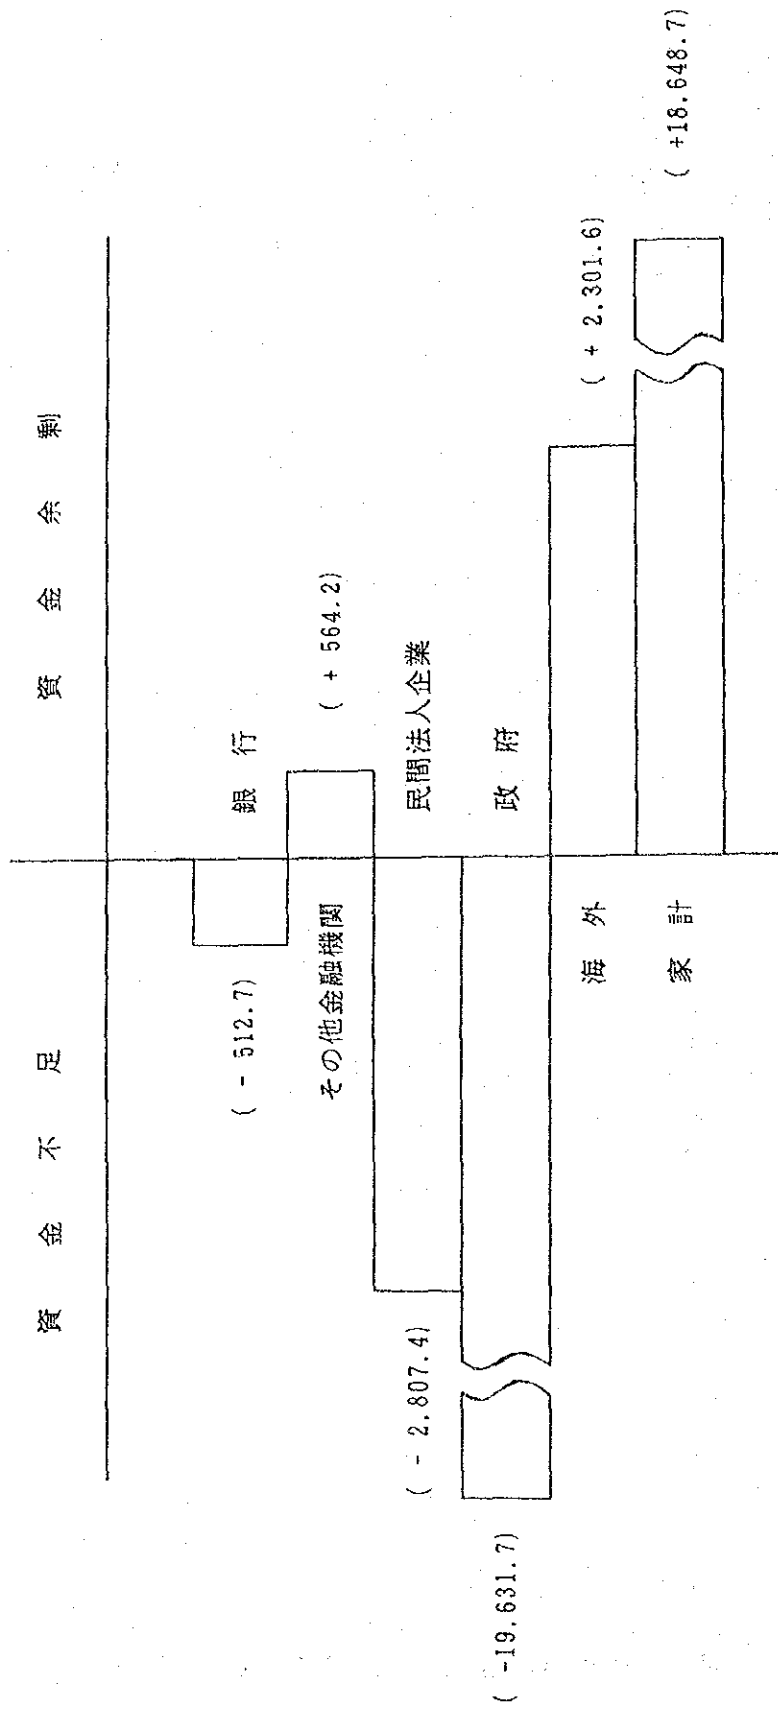 資金不足 資金余剰
銀行
( - 512.7)
その他金融機関
( + 564.2)
民間法人企業
( - 2.807.4)
政府
( -19.631.7)
海外
( + 2.301.6)
家計
( +18.648.7)